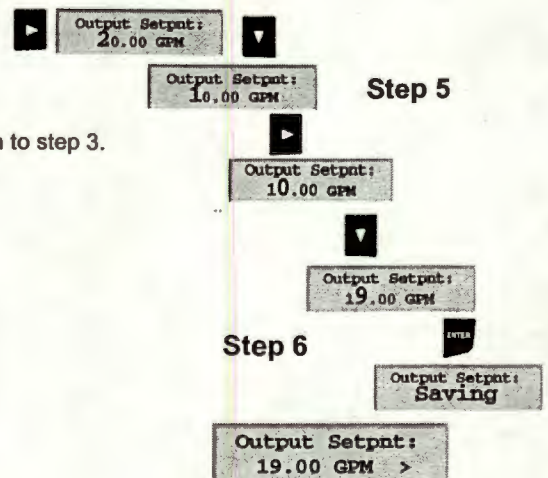 Output Setpnt:
20.00 GPM
Output Setpnt:
10.00 GPM
Step 5
to step 3.
Output Setpnt:
10.00 GPM
Output Setpnt:
19.00 GPM
Step 6
ENTER
Output Setpnt:
Saving
Output Setpnt:
19.00 GPM >